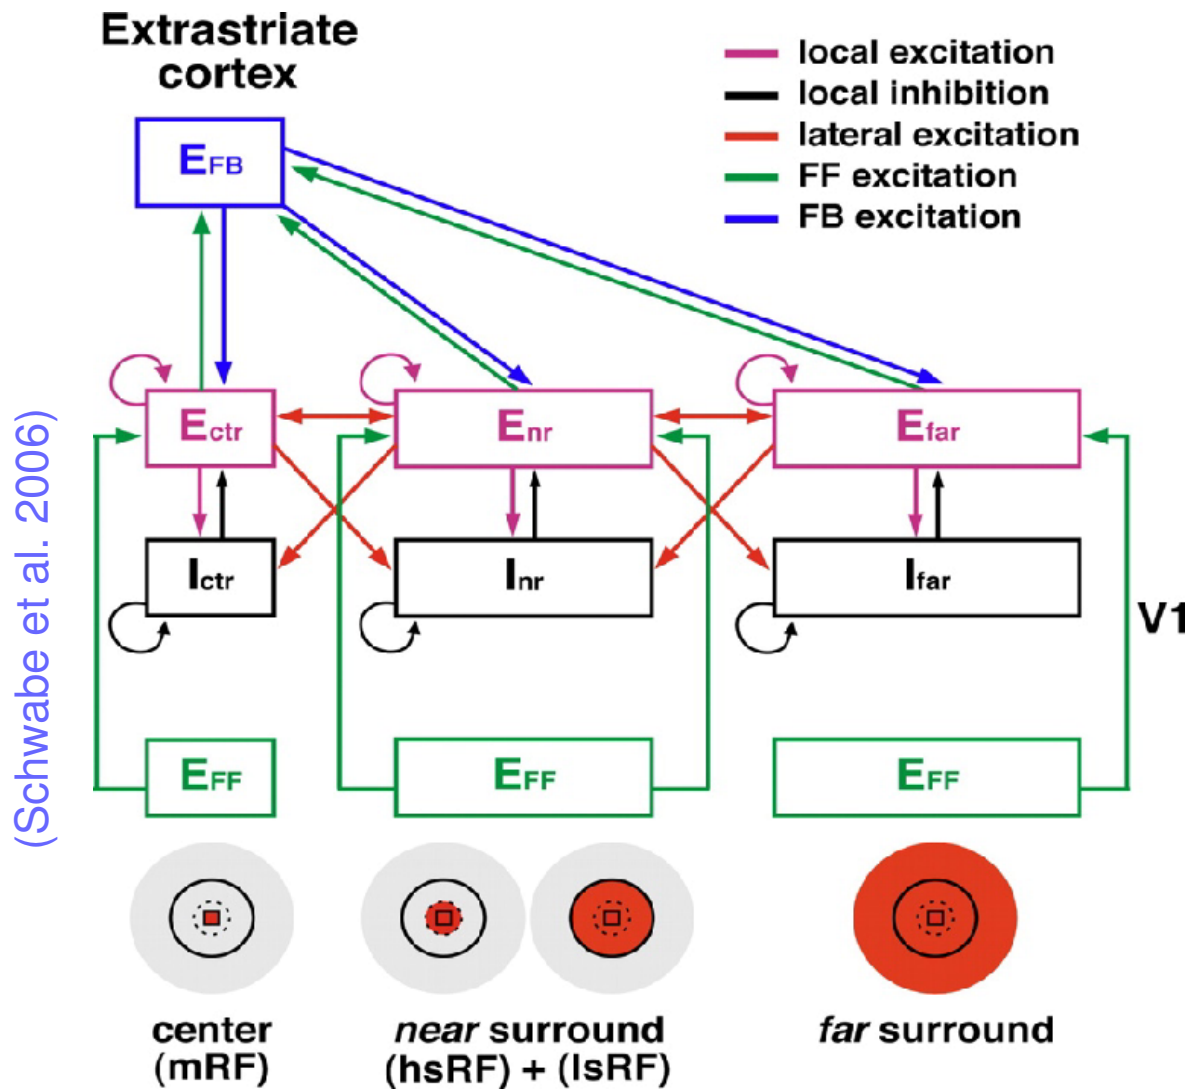 Extrastriate
cortex
local excitation
local inhibition
lateral excitation
FF excitation
FB excitation
EFB
Ectr
Enr
Efar
Ictr
Inr
Ifar
V1
EFF
EFF
EFF
(Schwabe et al. 2006)
center
(mRF)
near surround
(hsRF) + (lsRF)
far surround